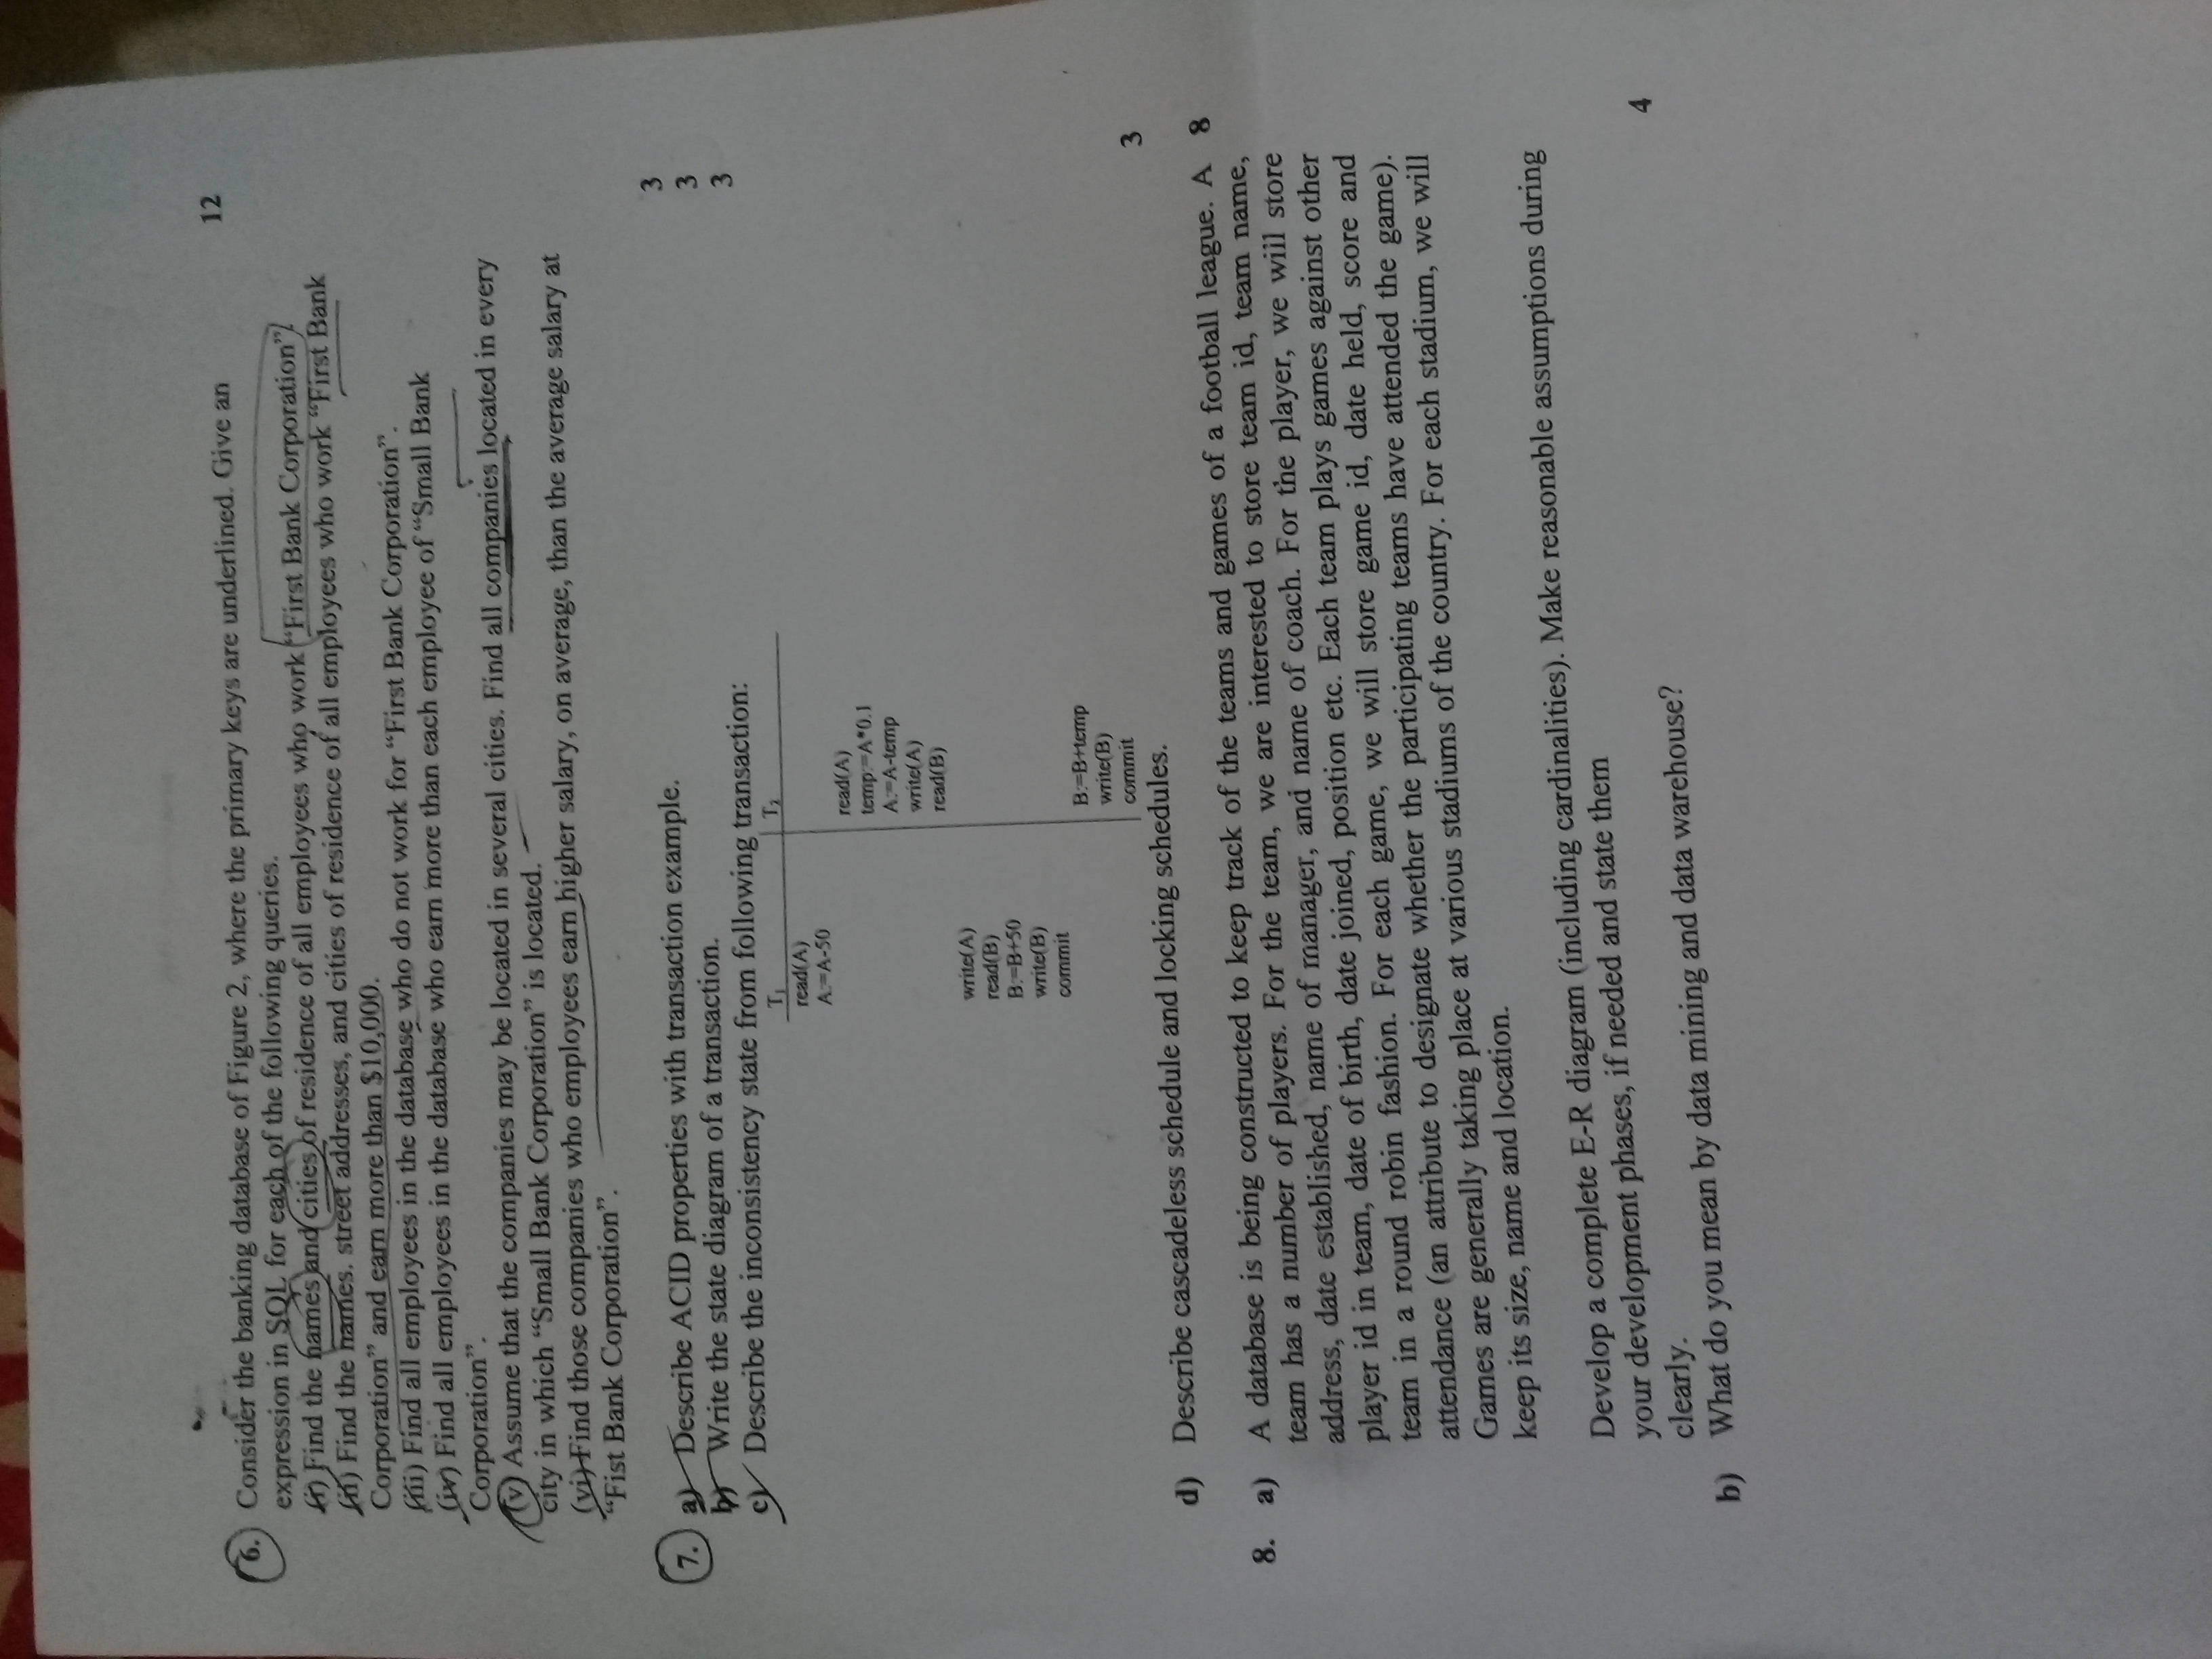 6. Consider the banking database of Figure 2, where the primary keys are underlined. Give an 12
expression in SQL for each of the following queries.
(i) Find the names and cities of residence of all employees who work “First Bank Corporation”.
(ii) Find the names. street addresses, and cities of residence of all employees who work “First Bank
Corporation” and earn more than $10,000.
(iii) Find all employees in the database who do not work for “First Bank Corporation”.
(iv) Find all employees in the database who earn more than each employee of “Small Bank
Corporation”.
(v) Assume that the companies may be located in several cities. Find all companies located in every
city in which “Small Bank Corporation” is located.
(vi) Find those companies who employees earn higher salary, on average, than the average salary at
“Fist Bank Corporation”.
7. a) Describe ACID properties with transaction example. 3
b) Write the state diagram of a transaction. 3
c) Describe the inconsistency state from following transaction: 3
T1 T2
read(A)
A:=A-50
read(A)
temp:=A*0.1
A:=A-temp
write(A)
read(B)
write(A)
read(B)
B:=B+50
write(B)
commit
B:=B+temp
write(B)
commit
d) Describe cascadeless schedule and locking schedules. 3
8. a) A database is being constructed to keep track of the teams and games of a football league. A 8
team has a number of players. For the team, we are interested to store team id, team name,
address, date established, name of manager, and name of coach. For the player, we will store
player id in team, date of birth, date joined, position etc. Each team plays games against other
team in a round robin fashion. For each game, we will store game id, date held, score and
attendance (an attribute to designate whether the participating teams have attended the game).
Games are generally taking place at various stadiums of the country. For each stadium, we will
keep its size, name and location.
Develop a complete E-R diagram (including cardinalities). Make reasonable assumptions during
your development phases, if needed and state them
clearly.
b) What do you mean by data mining and data warehouse? 4